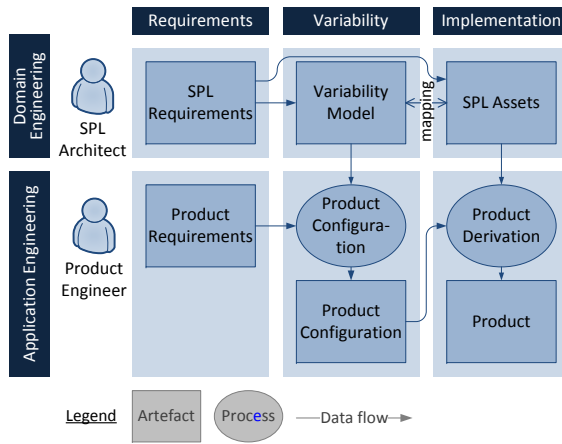 Requirements
Variability
Implementation
Domain
Engineering
SPL
Architect
SPL
Requirements
Variability
Model
mapping
SPL Assets
Application Engineering
Product
Engineer
Product
Requirements
Product
Configura-
tion
Product
Derivation
Product
Configuration
Product
Legend
Artefact
Process
Data flow